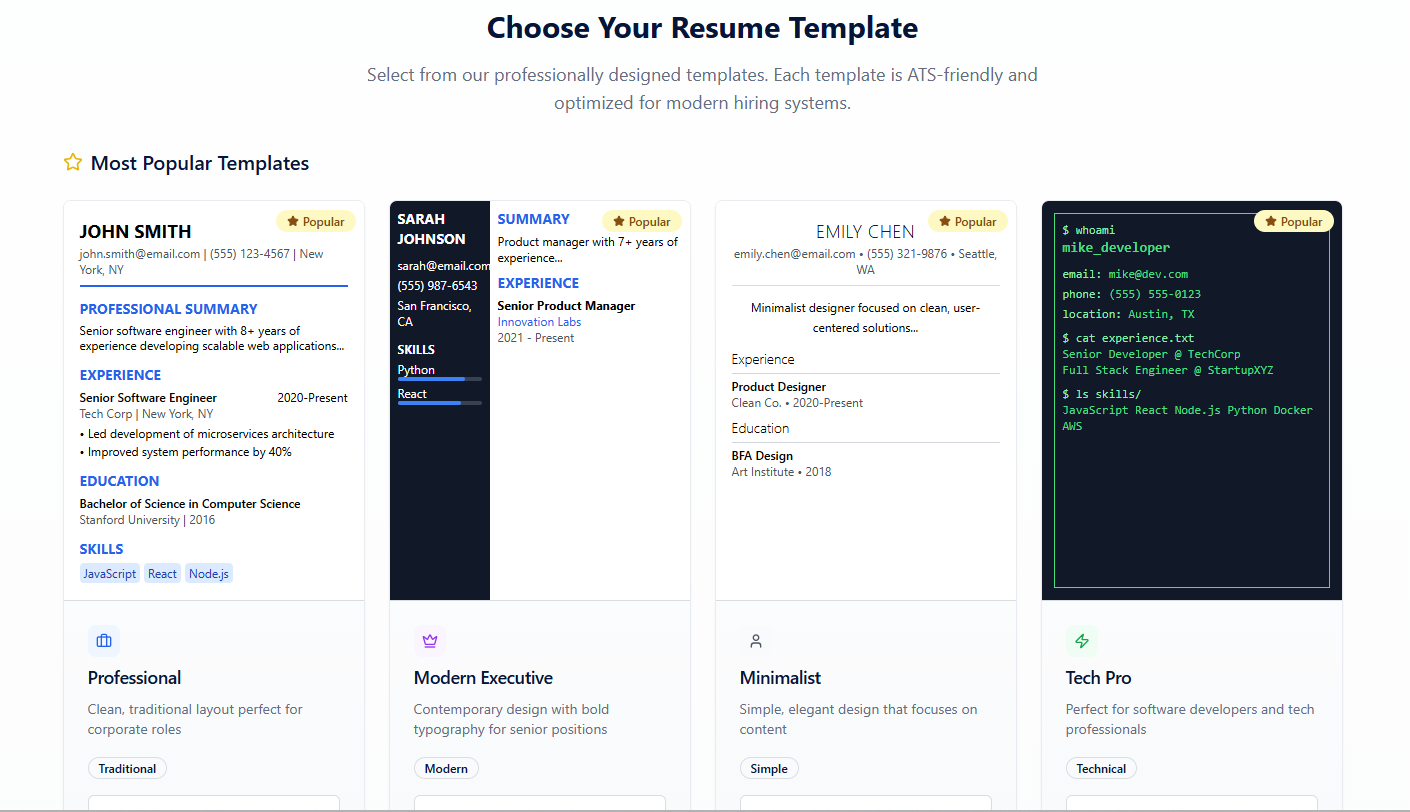 Choose Your Resume Template
Select from our professionally designed templates. Each template is ATS-friendly and
optimized for modern hiring systems.
Most Popular Templates
Popular
JOHN SMITH
john.smith@email.com | (555) 123-4567 | New
York, NY
PROFESSIONAL SUMMARY
Senior software engineer with 8+ years of
experience developing scalable web applications...
EXPERIENCE
Senior Software Engineer 2020-Present
Tech Corp | New York, NY
• Led development of microservices architecture
• Improved system performance by 40%
EDUCATION
Bachelor of Science in Computer Science
Stanford University | 2016
SKILLS
JavaScript React Node.js
Professional
Clean, traditional layout perfect for
corporate roles
Traditional
Popular
SARAH
JOHNSON
sarah@email.com
(555) 987-6543
San Francisco,
CA
SKILLS
Python
React
SUMMARY
Product manager with 7+ years of
experience...
EXPERIENCE
Senior Product Manager
Innovation Labs
2021 - Present
Modern Executive
Contemporary design with bold
typography for senior positions
Modern
Popular
EMILY CHEN
emily.chen@email.com • (555) 321-9876 • Seattle,
WA
Minimalist designer focused on clean, user-
centered solutions...
Experience
Product Designer
Clean Co. • 2020-Present
Education
BFA Design
Art Institute • 2018
Minimalist
Simple, elegant design that focuses on
content
Simple
Popular
$ whoami
mike_developer
email: mike@dev.com
phone: (555) 555-0123
location: Austin, TX
$ cat experience.txt
Senior Developer @ TechCorp
Full Stack Engineer @ StartupXYZ
$ ls skills/
JavaScript React Node.js Python Docker
AWS
Tech Pro
Perfect for software developers and tech
professionals
Technical